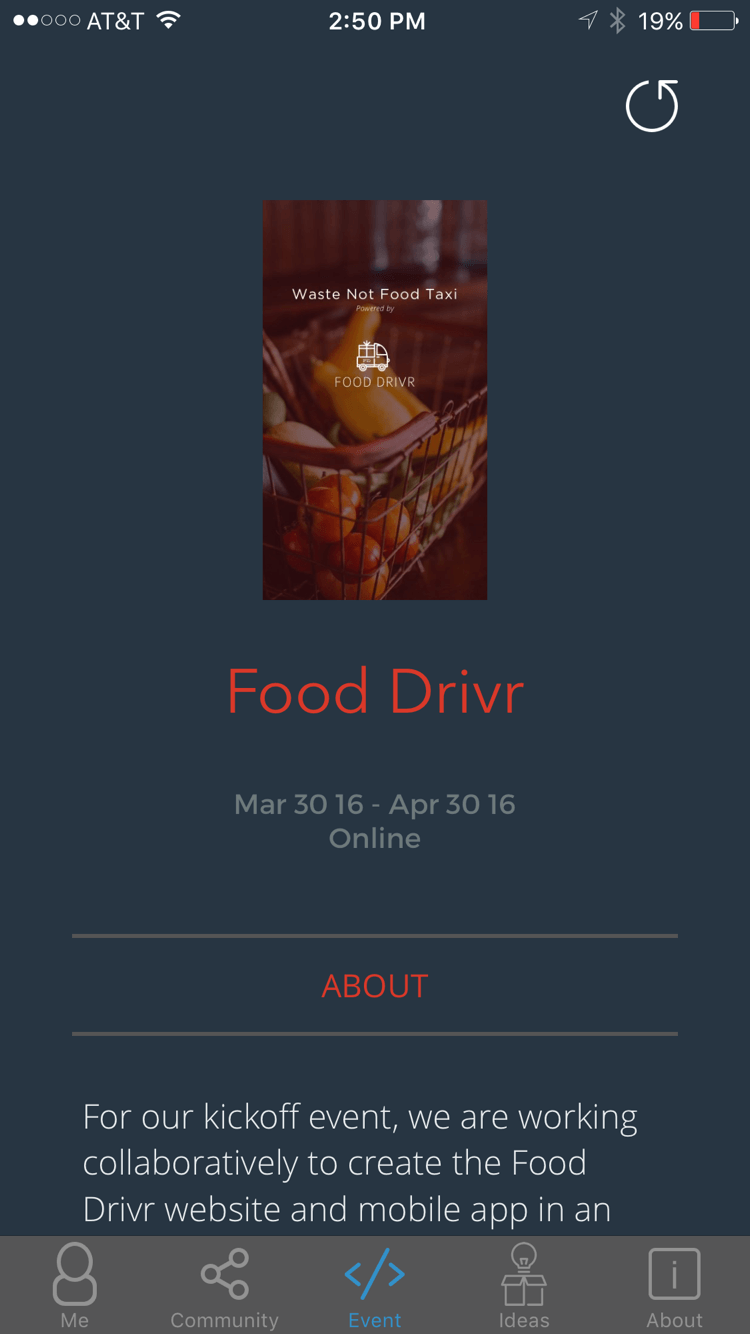 AT&T 2:50 PM 19%
Waste Not Food Taxi
Powered by
FOOD DRIVR
Food Drivr
Mar 30 16 - Apr 30 16
Online
ABOUT
For our kickoff event, we are working
collaboratively to create the Food
Drivr website and mobile app in an
Me Community Event Ideas About